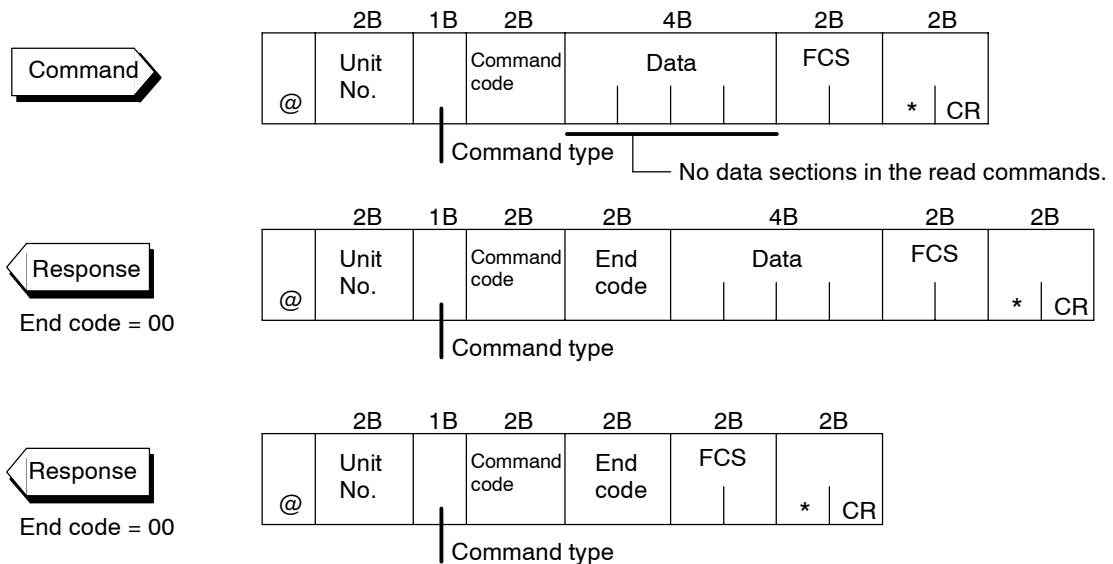 2B 1B 2B 4B 2B 2B
Command
@ Unit No. Command code Data FCS * CR
Command type
No data sections in the read commands.
2B 1B 2B 2B 4B 2B 2B
Response
@ Unit No. Command code End code Data FCS * CR
End code = 00
Command type
2B 1B 2B 2B 2B 2B
Response
@ Unit No. Command code End code FCS * CR
End code = 00
Command type